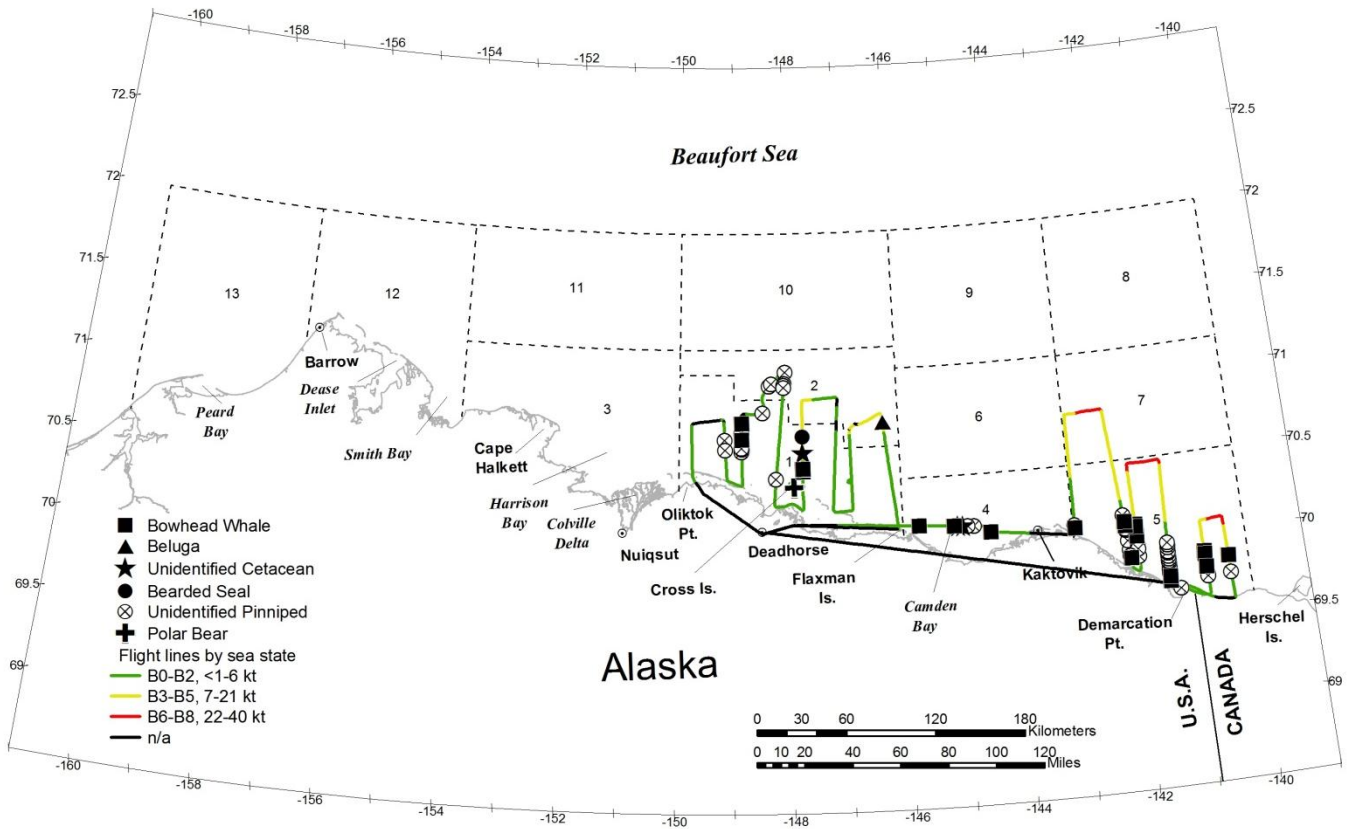 -160
-158
-156
-154
-152
-150
-148
-146
-144
-142
-140
72.5
72.5
72
72
71.5
71.5
71
71
70.5
70.5
70
70
69.5
69.5
69
69
Beaufort Sea
13
12
11
10
9
8
3
2
1
6
7
4
5
Barrow
Dease
Inlet
Peard
Bay
Smith Bay
Cape
Halkett
Harrison
Bay
Colville
Delta
Nuiqsut
Oliktok
Pt.
Deadhorse
Cross Is.
Flaxman
Is.
Camden
Bay
Kaktovik
Demarcation
Pt.
Herschel
Is.
Alaska
U.S.A.
CANADA
Bowhead Whale
Beluga
Unidentified Cetacean
Bearded Seal
Unidentified Pinniped
Polar Bear
Flight lines by sea state
B0-B2, <1-6 kt
B3-B5, 7-21 kt
B6-B8, 22-40 kt
n/a
0 30 60 120 180
Kilometers
0 10 20 40 60 80 100 120
Miles
-160
-158
-156
-154
-152
-150
-148
-146
-144
-142
-140